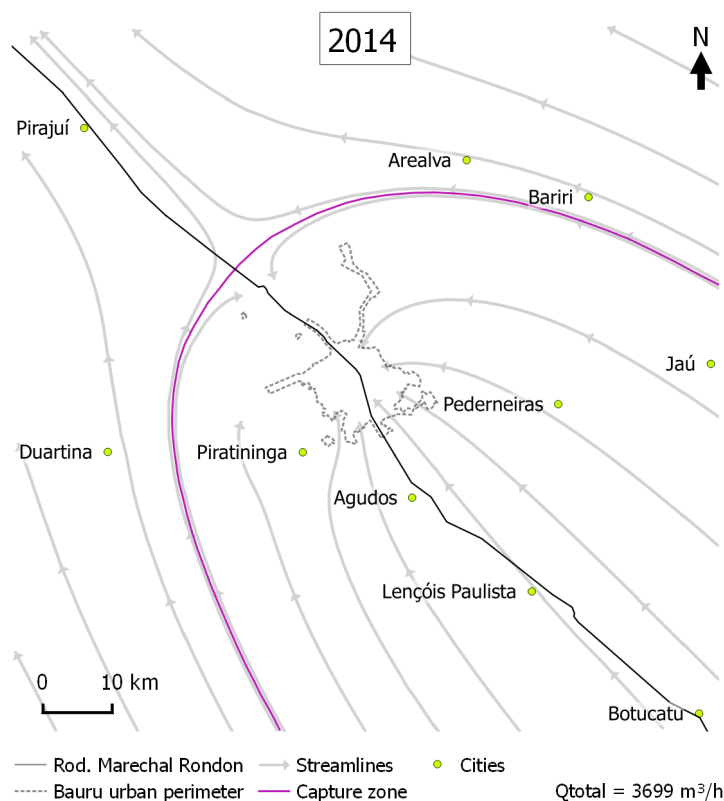 2014
N
Pirajuí
Arealva
Bariri
Jaú
Pederneiras
Duartina
Piratininga
Agudos
Lençóis Paulista
0 10 km
Botucatu
Rod. Marechal Rondon Streamlines Cities
Bauru urban perimeter Capture zone Qtotal = 3699 m³/h